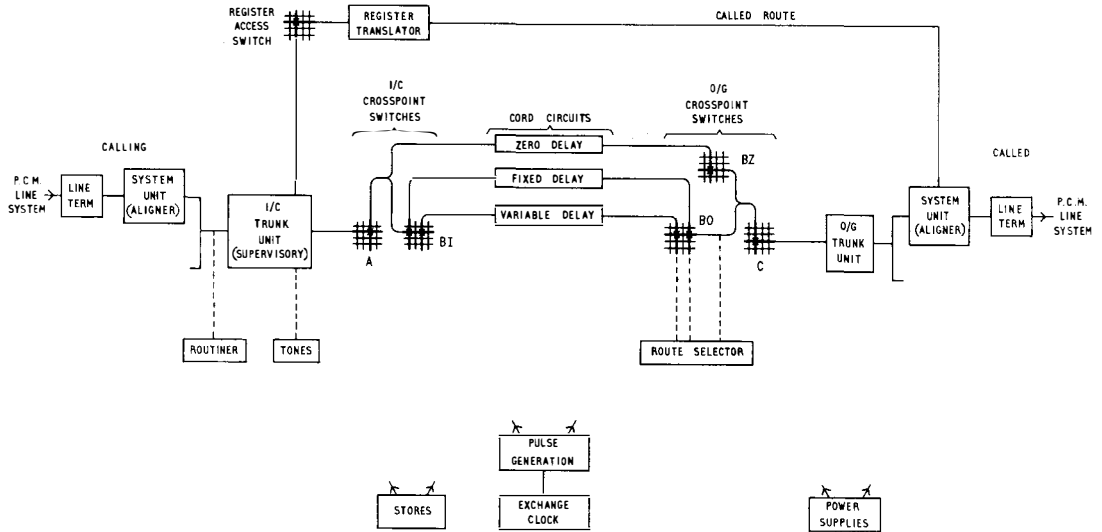 REGISTER
ACCESS
SWITCH
REGISTER
TRANSLATOR
CALLED ROUTE
I/C
CROSSPOINT
SWITCHES
CORD CIRCUITS
O/G
CROSSPOINT
SWITCHES
ZERO DELAY
FIXED DELAY
VARIABLE DELAY
CALLING
P.C.M.
LINE
SYSTEM
LINE
TERM
SYSTEM
UNIT
(ALIGNER)
I/C
TRUNK
UNIT
(SUPERVISORY)
A
BI
BZ
BO
C
O/G
TRUNK
UNIT
CALLED
SYSTEM
UNIT
(ALIGNER)
LINE
TERM
P.C.M.
LINE
SYSTEM
ROUTINER
TONES
ROUTE SELECTOR
PULSE
GENERATION
STORES
EXCHANGE
CLOCK
POWER
SUPPLIES